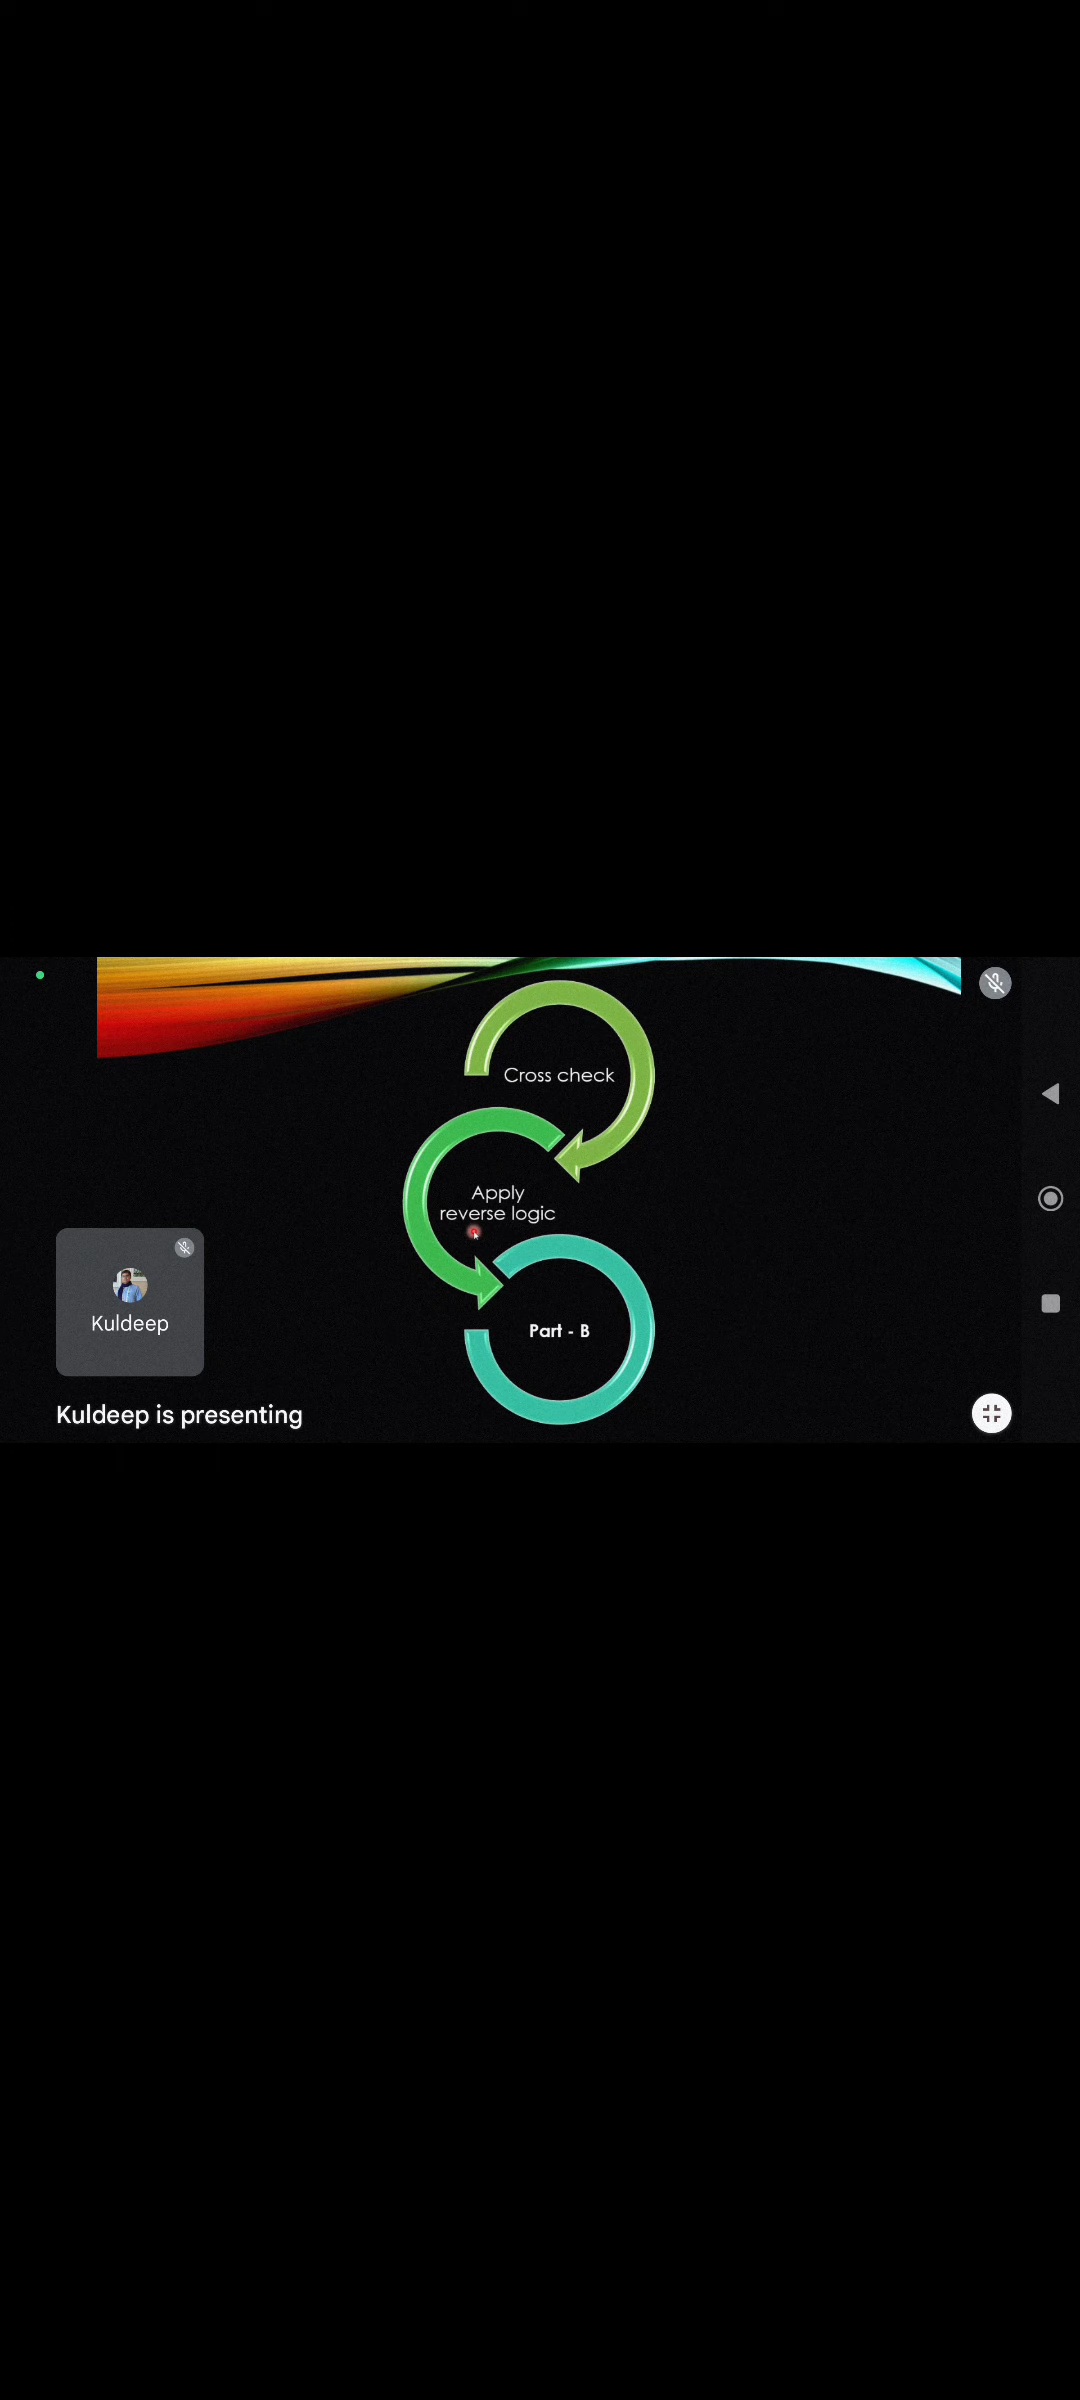 Cross check
Apply
reverse logic
Part - B
Kuldeep
Kuldeep is presenting